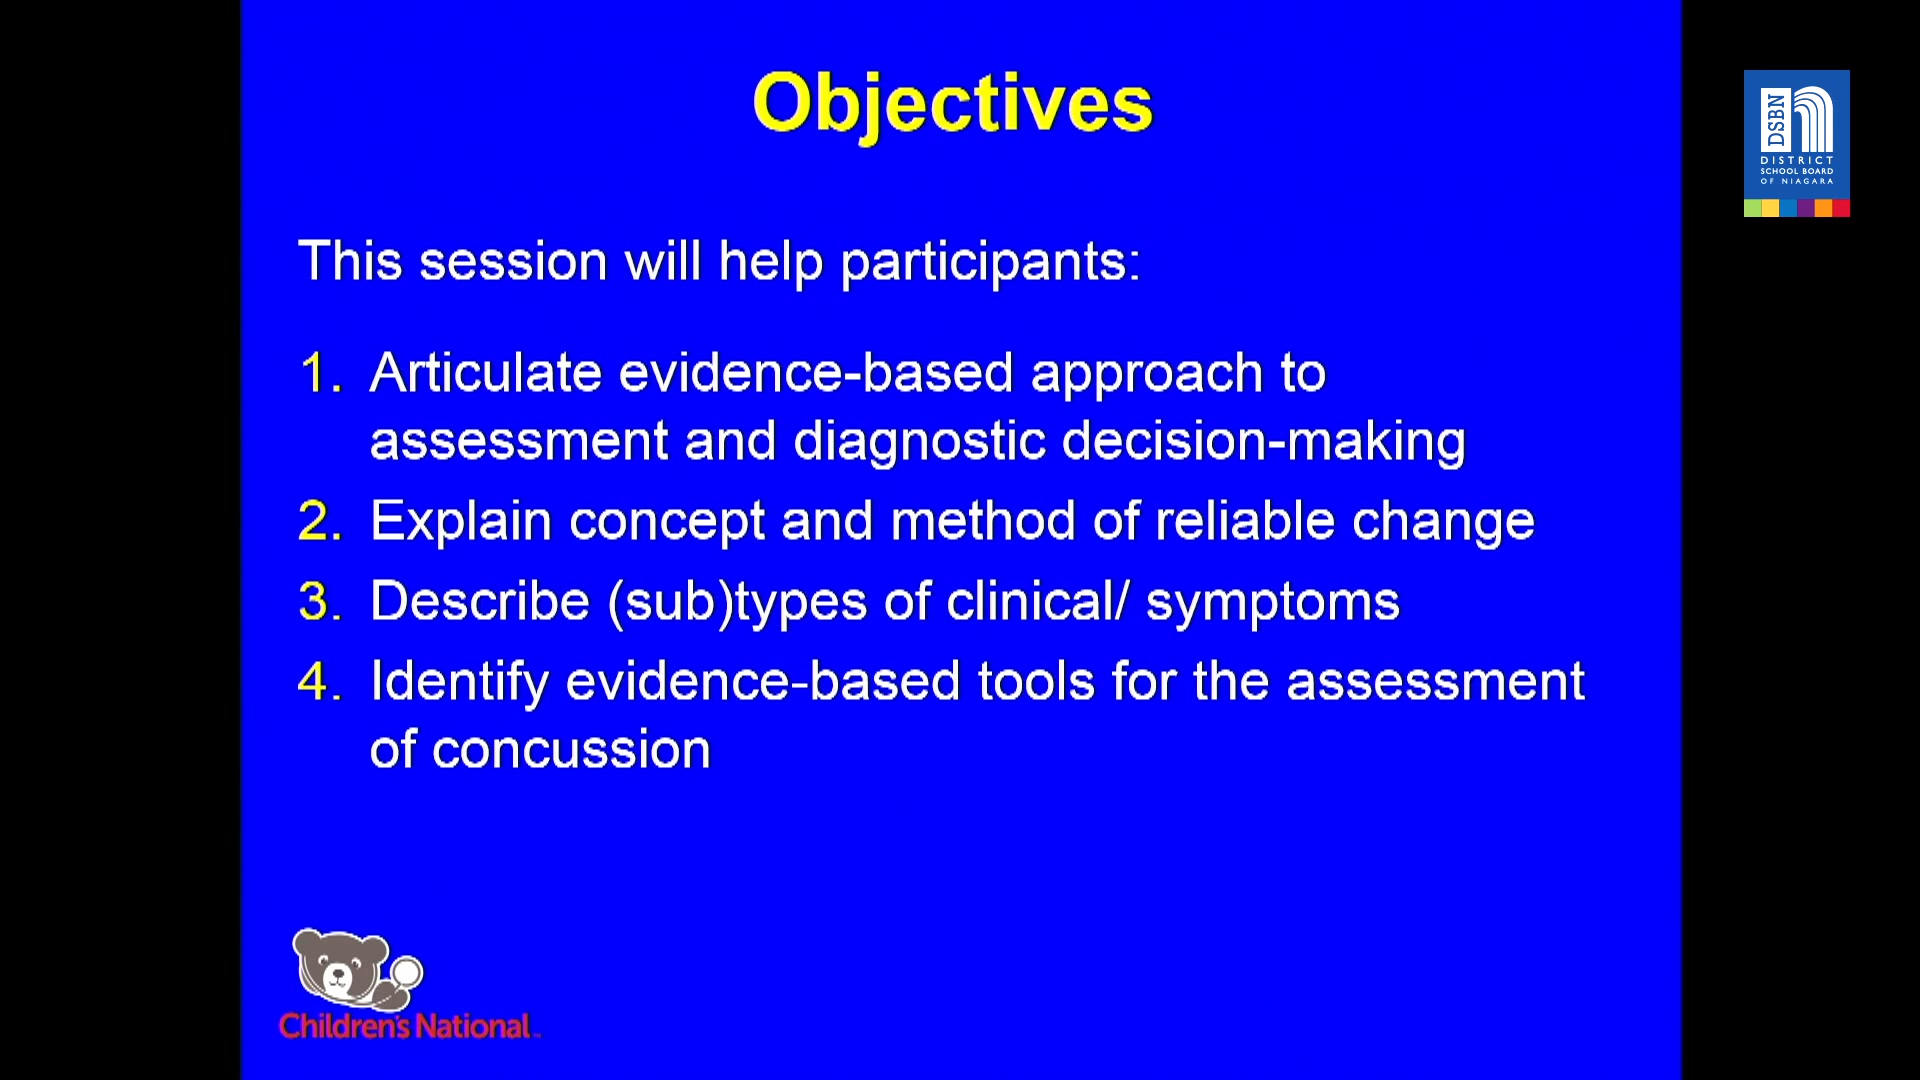 Objectives
This session will help participants:
1. Articulate evidence-based approach to
assessment and diagnostic decision-making
2. Explain concept and method of reliable change
3. Describe (sub)types of clinical/ symptoms
4. Identify evidence-based tools for the assessment
of concussion
Children's National™
DSBN
DISTRICT
SCHOOL BOARD
OF NIAGARA